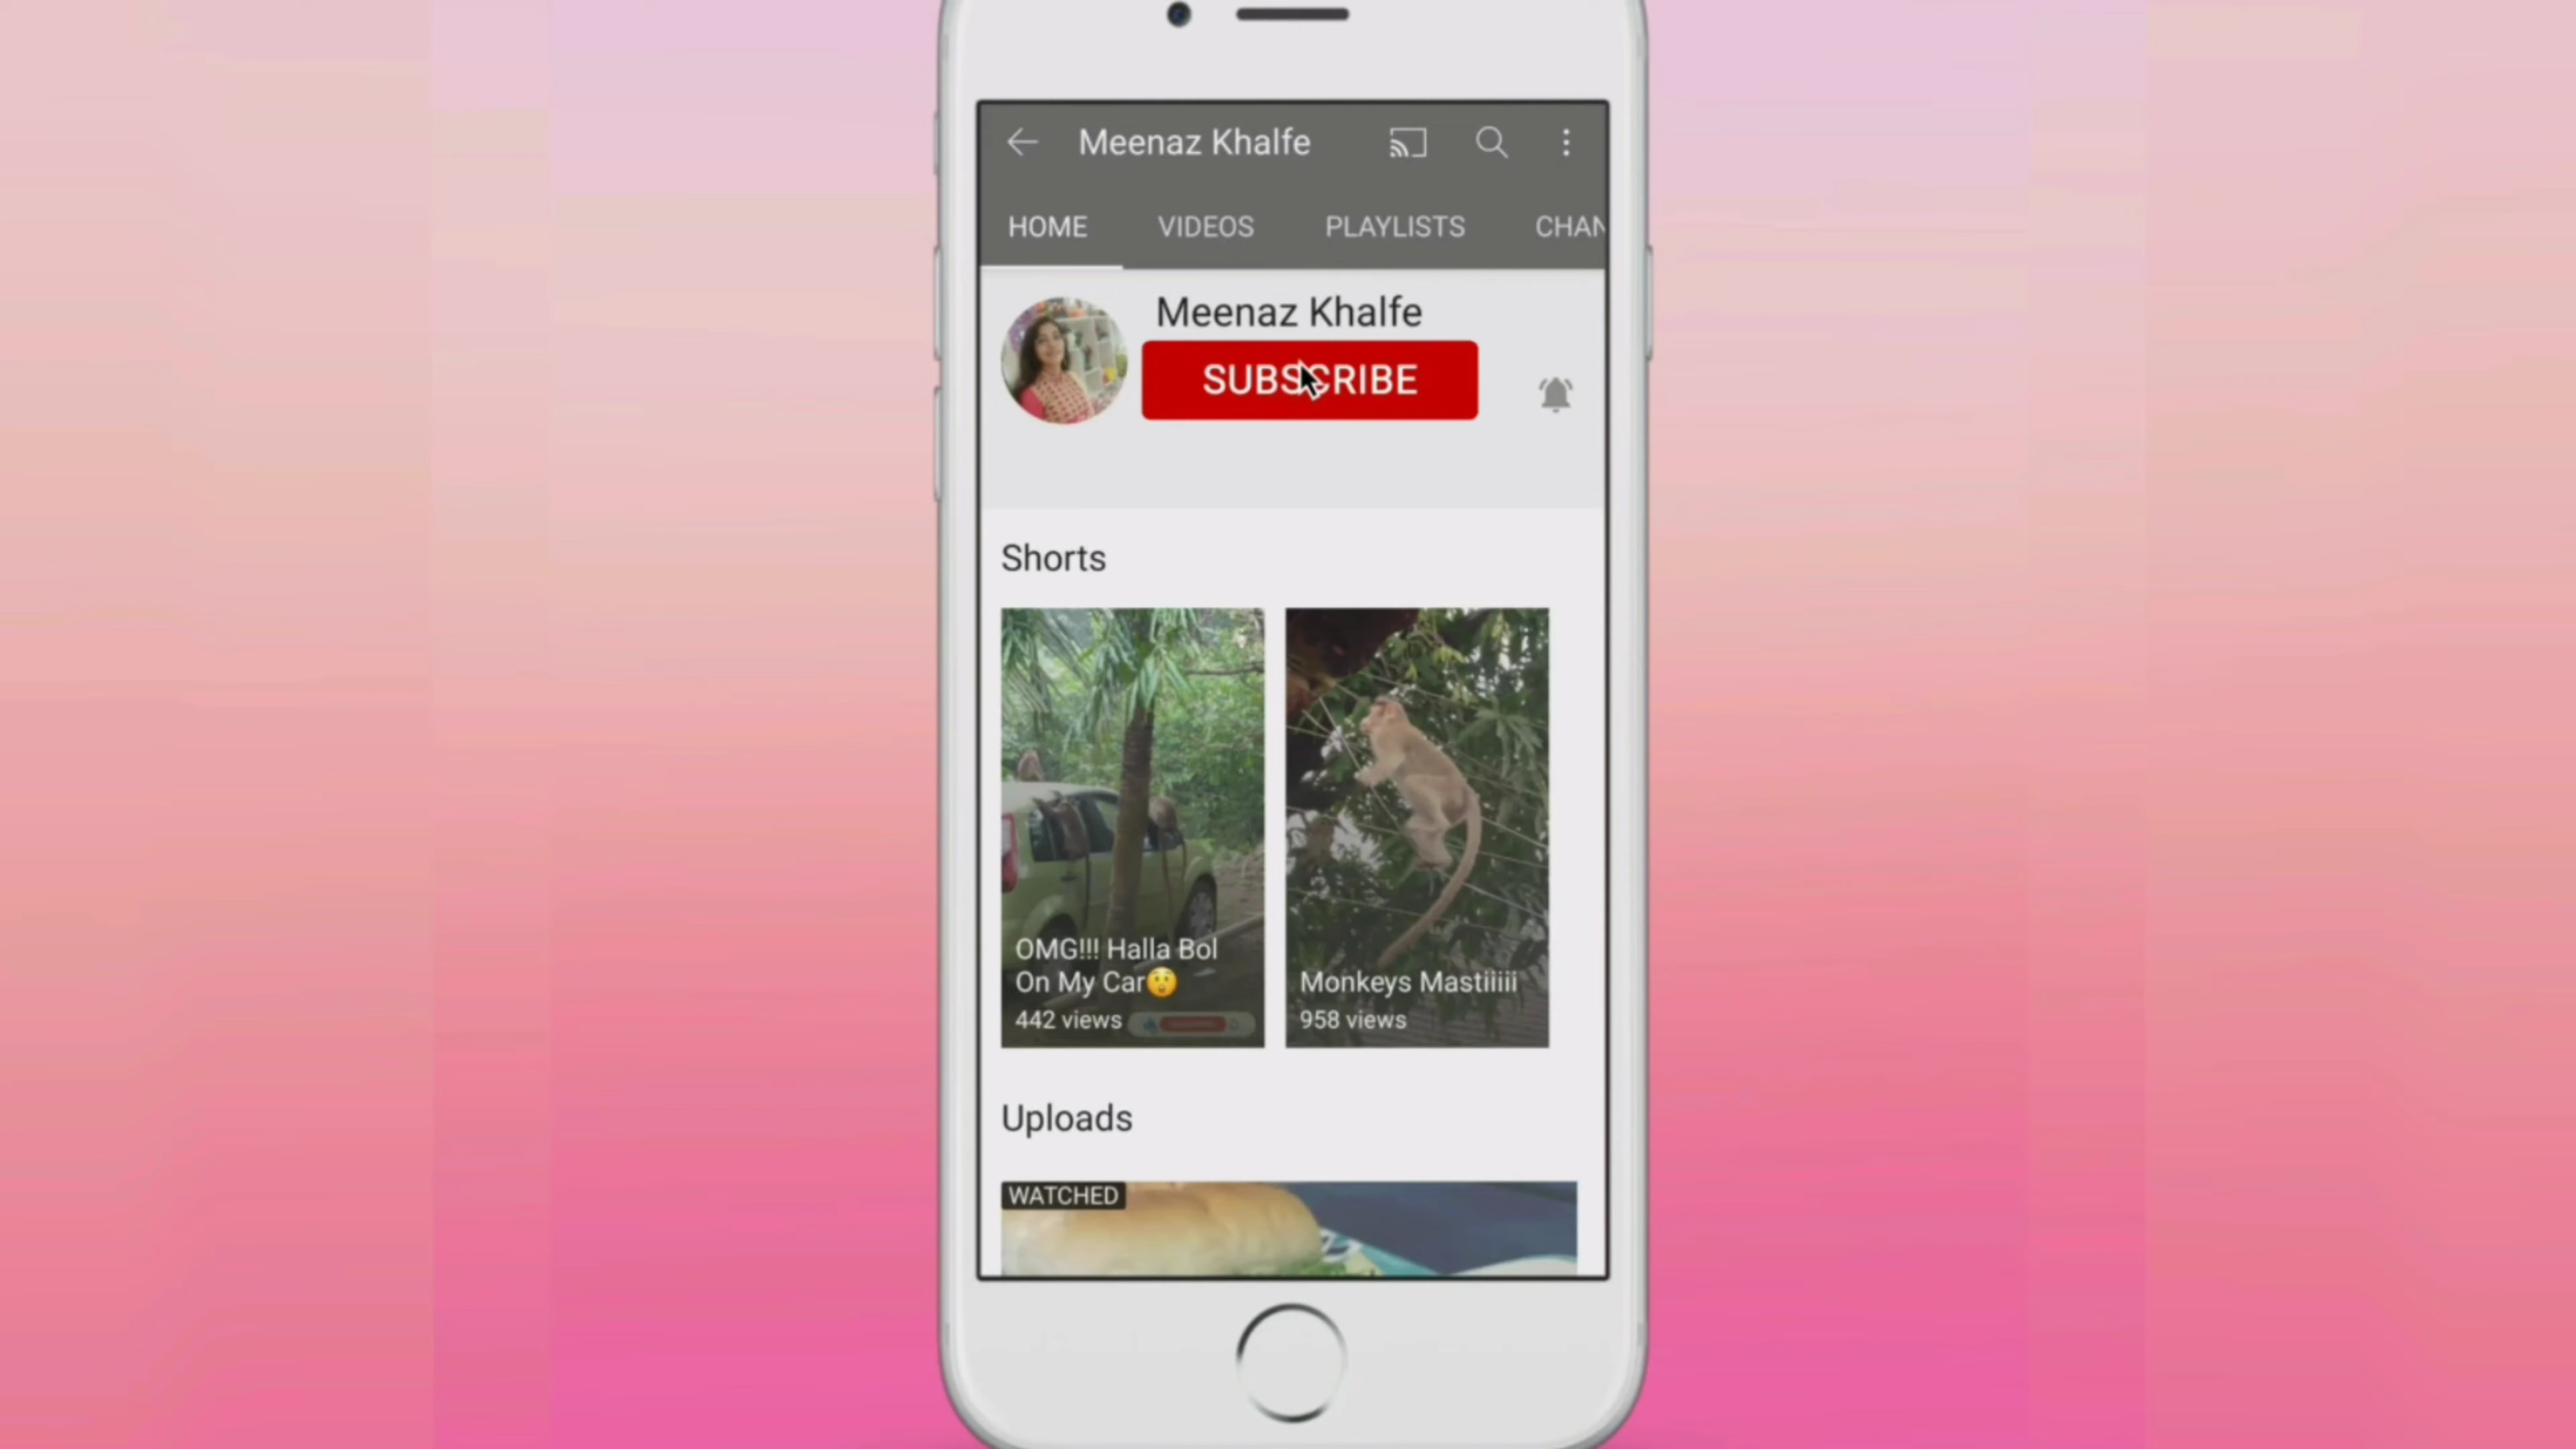 Meenaz Khalfe
HOME VIDEOS PLAYLISTS CHAN
Meenaz Khalfe
SUBSCRIBE
Shorts
OMG!!! Halla Bol
On My Car😲
442 views
Monkeys Mastiiiii
958 views
Uploads
WATCHED